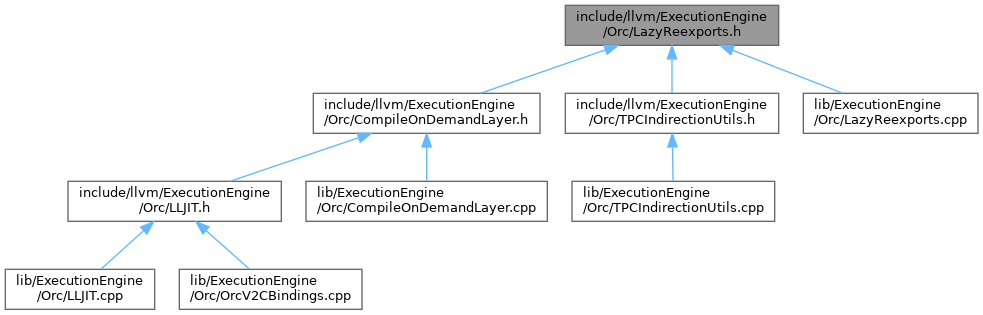 include/llvm/ExecutionEngine
/Orc/LazyReexports.h
include/llvm/ExecutionEngine
/Orc/CompileOnDemandLayer.h
include/llvm/ExecutionEngine
/Orc/TPCIndirectionUtils.h
lib/ExecutionEngine
/Orc/LazyReexports.cpp
include/llvm/ExecutionEngine
/Orc/LLJIT.h
lib/ExecutionEngine
/Orc/CompileOnDemandLayer.cpp
lib/ExecutionEngine
/Orc/TPCIndirectionUtils.cpp
lib/ExecutionEngine
/Orc/LLJIT.cpp
lib/ExecutionEngine
/Orc/OrcV2CBindings.cpp